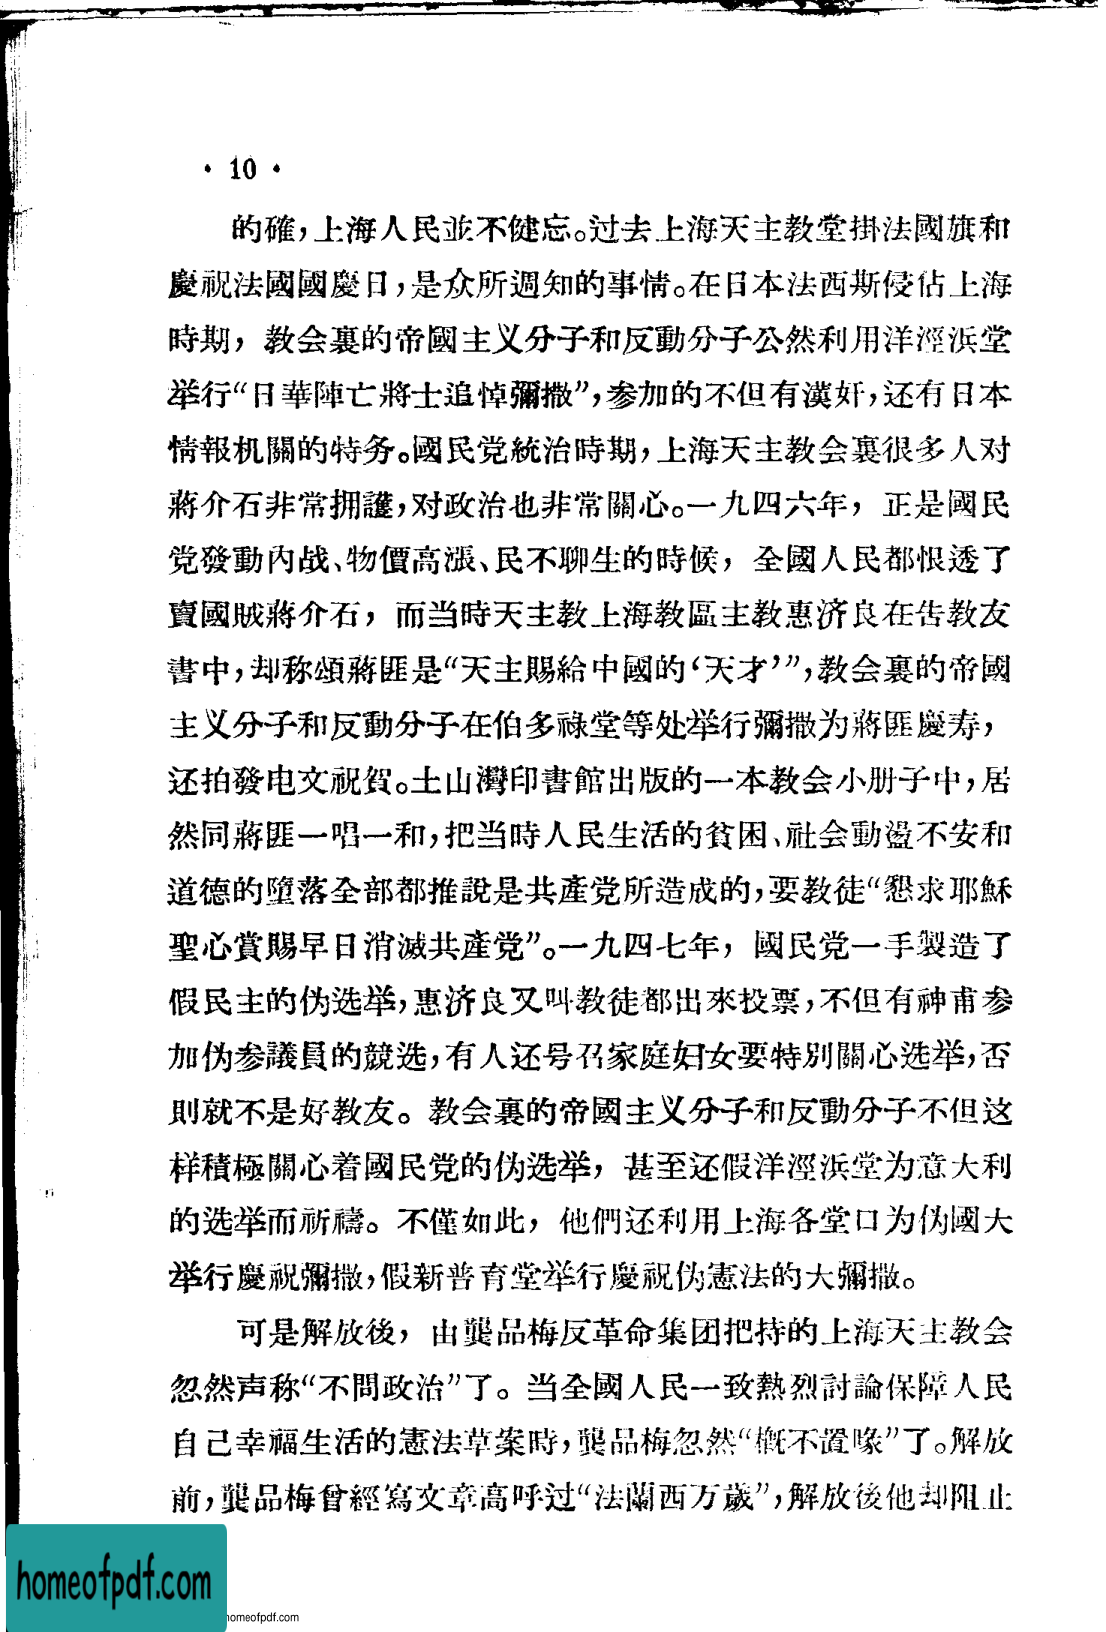 • 10 •
的確，上海人民並不健忘。过去上海天主教堂掛法國旗和
慶祝法國國慶日，是众所週知的事情。在日本法西斯侵佔上海
時期，教会裏的帝國主义分子和反動分子公然利用洋涇浜堂
举行“日華陣亡將士追悼彌撒”，参加的不但有漢奸，还有日本
情報机關的特务。國民党統治時期，上海天主教会裏很多人对
蔣介石非常拥護，对政治也非常關心。一九四六年，正是國民
党發動內战、物價高漲、民不聊生的時候，全國人民都恨透了
賣國賊蔣介石，而当時天主教上海教區主教惠济良在告教友
書中，却称頌蔣匪是“天主賜給中國的‘天才’”，教会裏的帝國
主义分子和反動分子在伯多祿堂等处举行彌撒为蔣匪慶寿，
还拍發电文祝賀。土山灣印書館出版的一本教会小册子中，居
然同蔣匪一唱一和，把当時人民生活的貧困、社会動盪不安和
道德的墮落全部都推說是共產党所造成的，要教徒“懇求耶穌
聖心賞賜早日消滅共產党”。一九四七年，國民党一手製造了
假民主的伪选举，惠济良又叫教徒都出來投票，不但有神甫参
加伪参議員的競选，有人还号召家庭妇女要特別關心选举，否
則就不是好教友。教会裏的帝國主义分子和反動分子不但这
样積極關心着國民党的伪选举，甚至还假洋涇浜堂为意大利
的选举而祈禱。不僅如此，他們还利用上海各堂口为伪國大
举行慶祝彌撒，假新普育堂举行慶祝伪憲法的大彌撒。
可是解放後，由龔品梅反革命集团把持的上海天主教会
忽然声称“不問政治”了。当全國人民一致熱烈討論保障人民
自己幸福生活的憲法草案時，龔品梅忽然“概不置喙”了。解放
前，龔品梅曾經寫文章高呼过“法蘭西万歲”，解放後他却阻止
homeofpdf.com
homeofpdf.com